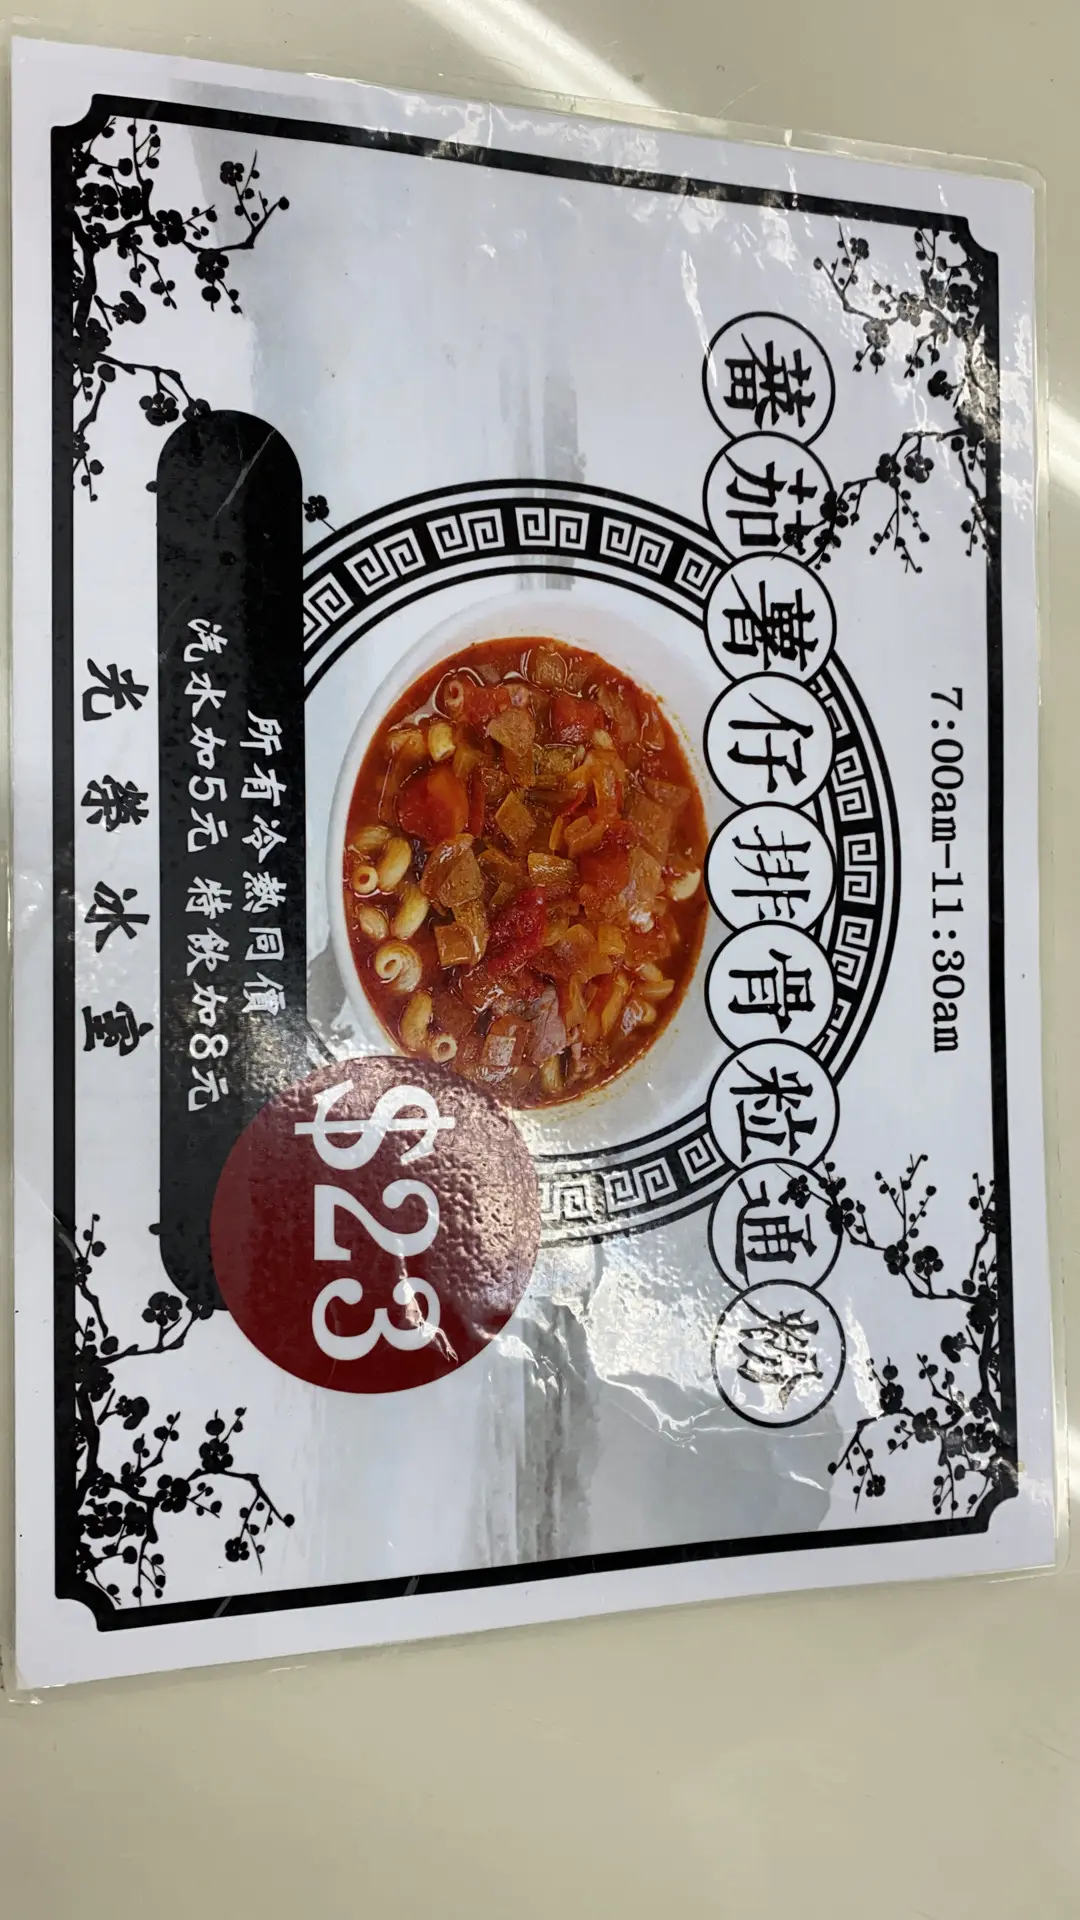 7:00am-11:30am
蕃茄薯仔排骨粒通粉
$23
所有冷熱同價
汽水加5元 特飲加8元
光榮冰室